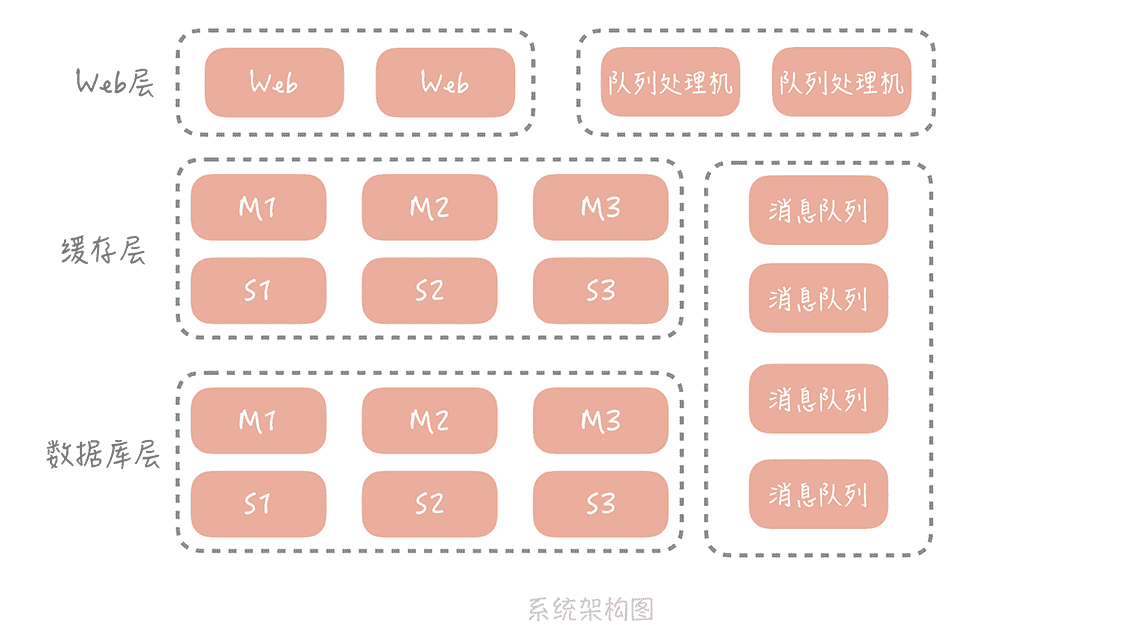 Web层
Web
Web
队列处理机
队列处理机
缓存层
M1
M2
M3
S1
S2
S3
消息队列
消息队列
消息队列
消息队列
数据库层
M1
M2
M3
S1
S2
S3
系统架构图